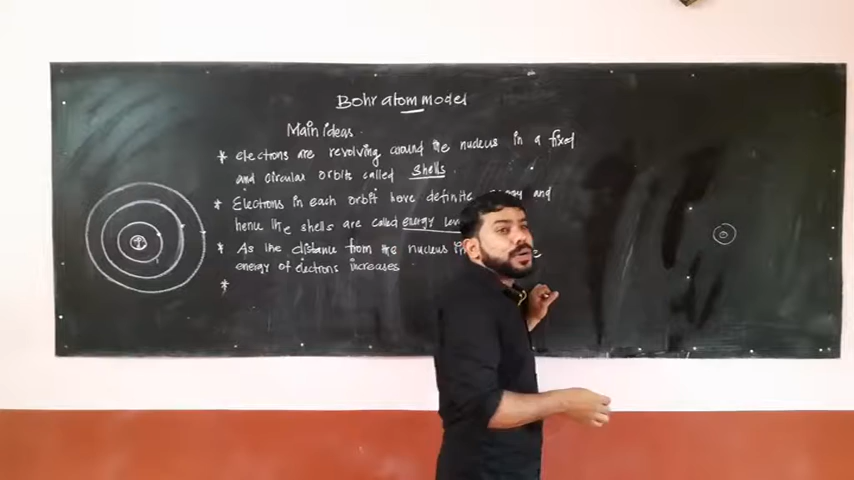 Bohr atom model
Main ideas
* electrons are revolving around the nucleus in a fixed
and circular orbits called shells
* Electrons in each orbit have definite and
hence the shells are called energy
* As the distance from the nucleus
energy of electrons increases
*